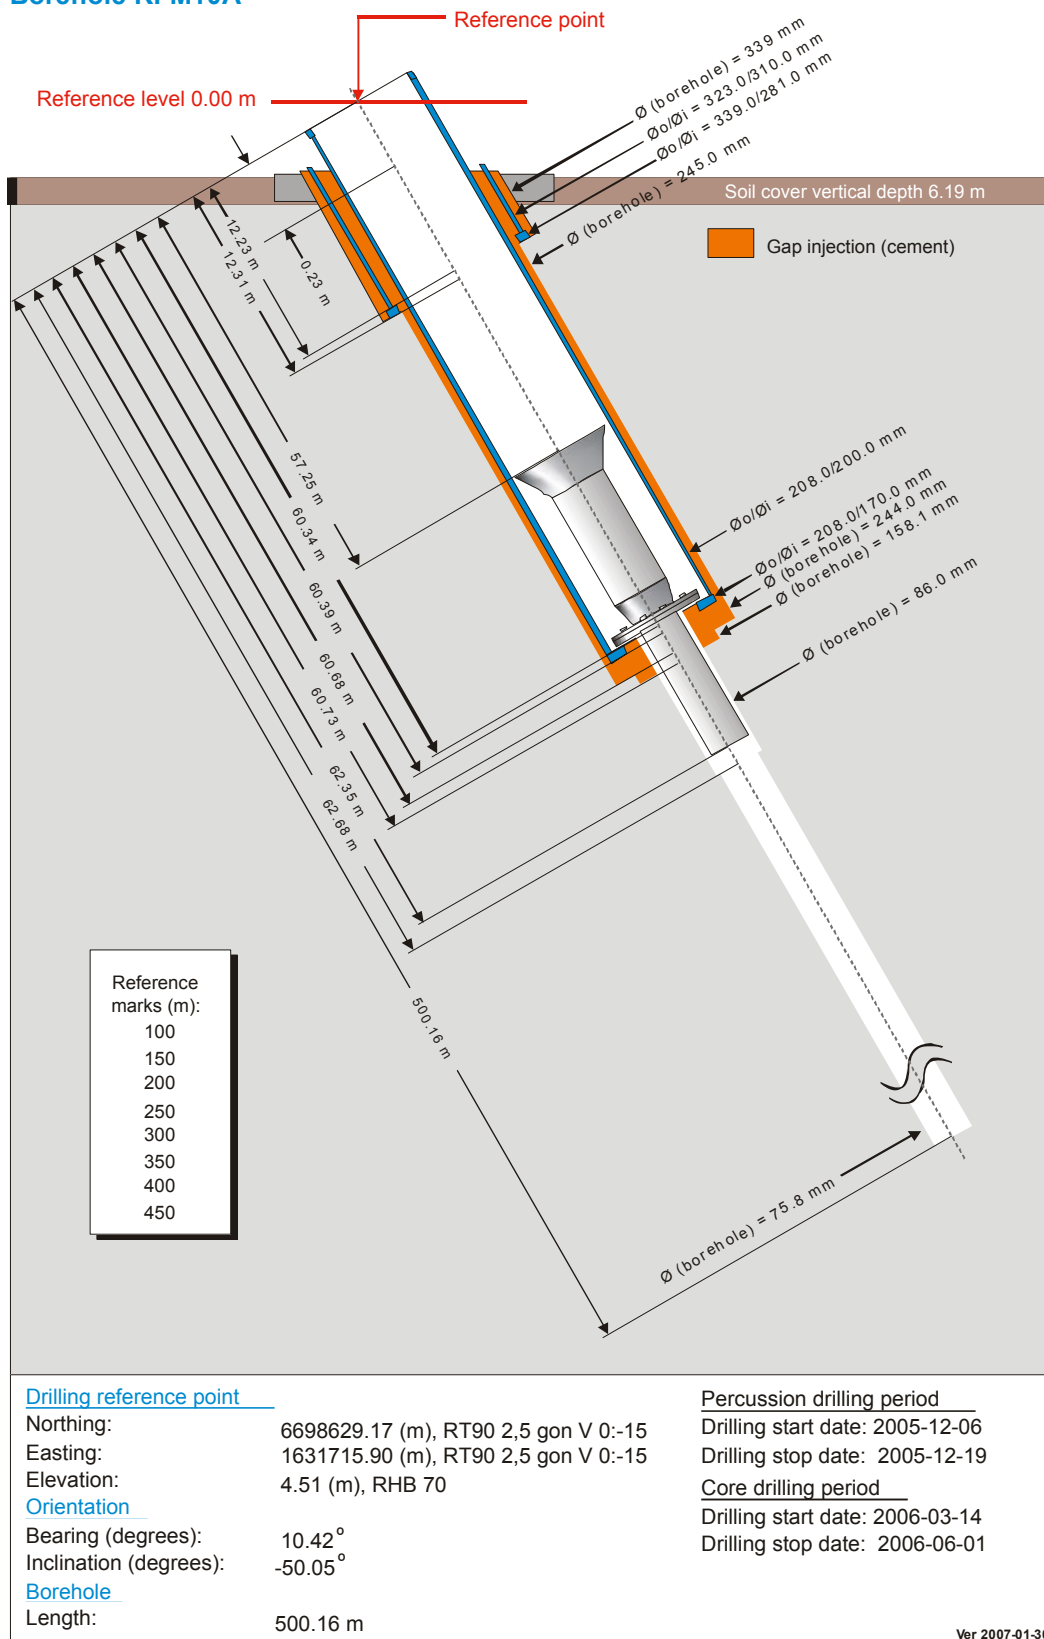 Reference point
Reference level 0.00 m
Ø (borehole) = 339 mm
Øo/Øi = 323.0/310.0 mm
Øo/Øi = 339.0/281.0 mm
Ø (borehole) = 245.0 mm
Soil cover vertical depth 6.19 m
Gap injection (cement)
12.23 m
12.31 m
0.23 m
57.25 m
60.34 m
60.39 m
60.68 m
60.73 m
62.35 m
62.68 m
500.16 m
Øo/Øi = 208.0/200.0 mm
Øo/Øi = 208.0/170.0 mm
Ø (borehole) = 244.0 mm
Ø (borehole) = 158.1 mm
Ø (borehole) = 86.0 mm
Ø (borehole) = 75.8 mm
Reference
marks (m):
100
150
200
250
300
350
400
450
Drilling reference point
Northing: 6698629.17 (m), RT90 2,5 gon V 0:-15
Easting: 1631715.90 (m), RT90 2,5 gon V 0:-15
Elevation: 4.51 (m), RHB 70
Orientation
Bearing (degrees): 10.42°
Inclination (degrees): -50.05°
Borehole
Length: 500.16 m
Percussion drilling period
Drilling start date: 2005-12-06
Drilling stop date: 2005-12-19
Core drilling period
Drilling start date: 2006-03-14
Drilling stop date: 2006-06-01